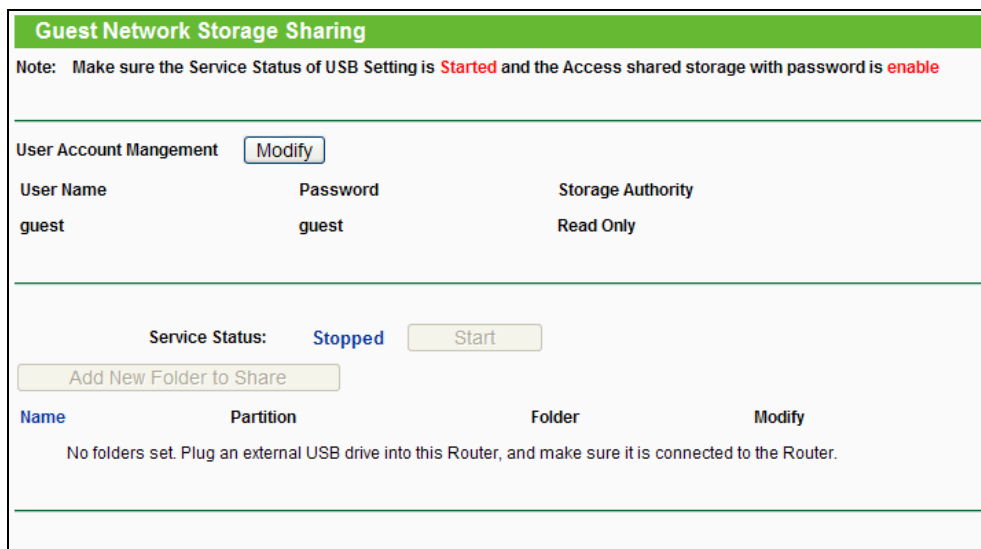 Guest Network Storage Sharing
Note: Make sure the Service Status of USB Setting is Started and the Access shared storage with password is enable
User Account Mangement Modify
User Name Password Storage Authority
guest guest Read Only
Service Status: Stopped Start
Add New Folder to Share
Name Partition Folder Modify
No folders set. Plug an external USB drive into this Router, and make sure it is connected to the Router.